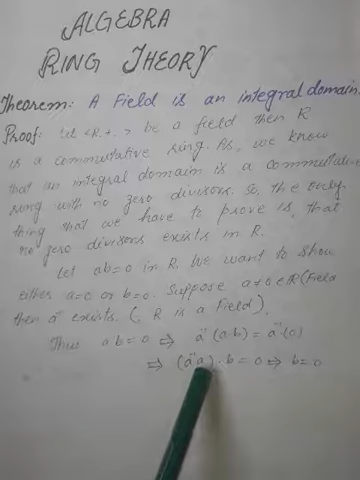 ALGEBRA
RING THEORY
Theorem: A Field is an integral domain.
Proof: Let <R, +, .> be a field then R
is a commutative ring. As, we know
that an integral domain is a commutative
ring with no zero divisors. So, the only
thing that we have to prove is, that
no zero divisors exists in R.
Let ab=0 in R. We want to show
either a=0 or b=0. Suppose a≠0∈R(Field
then a⁻¹ exists. (∵ R is a Field).
Thus ab=0 ⇒ a⁻¹(a·b) = a⁻¹(0)
⇒ (a⁻¹a)·b = 0 ⇒ b=0